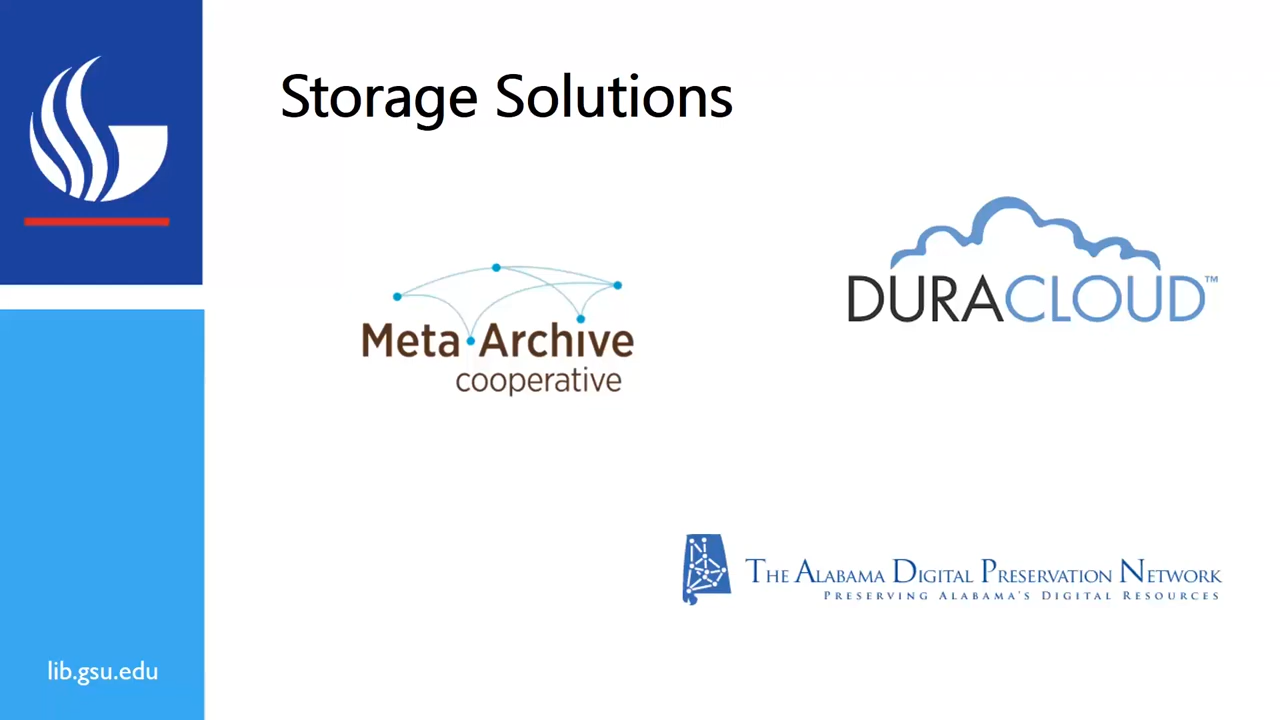 Storage Solutions
DURACLOUD™
Meta Archive
cooperative
THE ALABAMA DIGITAL PRESERVATION NETWORK
PRESERVING ALABAMA'S DIGITAL RESOURCES
lib.gsu.edu